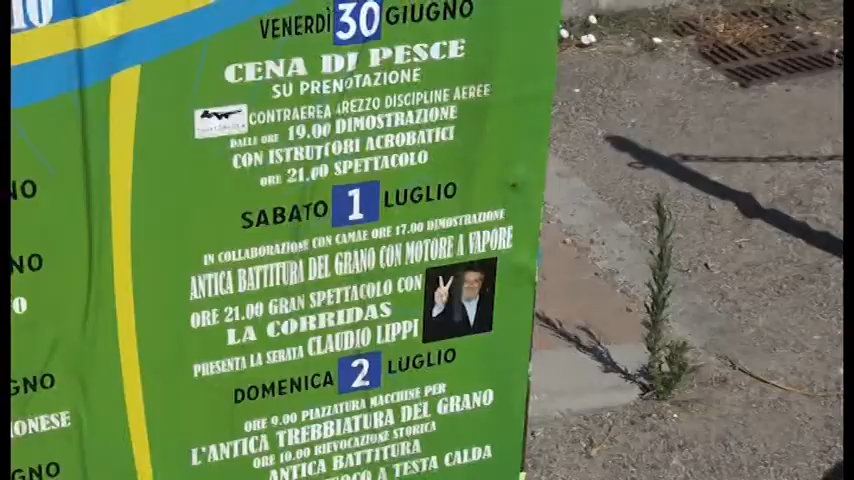 VENERDÌ 30 GIUGNO
CENA DI PESCE
SU PRENOTAZIONE
CONTRAEREA AREZZO DISCIPLINE AEREE
DALLE ORE 19.00 DIMOSTRAZIONE
CON ISTRUTTORI ACROBATICI
ORE 21.00 SPETTACOLO
SABATO 1 LUGLIO
IN COLLABORAZIONE CON CAMAE ORE 17.00 DIMOSTRAZIONE
ANTICA BATTITURA DEL GRANO CON MOTORE A VAPORE
ORE 21.00 GRAN SPETTACOLO CON
LA CORRIDAS
PRESENTA LA SERATA CLAUDIO LIPPI
DOMENICA 2 LUGLIO
ORE 9.00 PIAZZATURA MACCHINE PER
L'ANTICA TREBBIATURA DEL GRANO
ORE 10.00 RIEVOCAZIONE STORICA
ANTICA BATTITURA
A TESTA CALDA